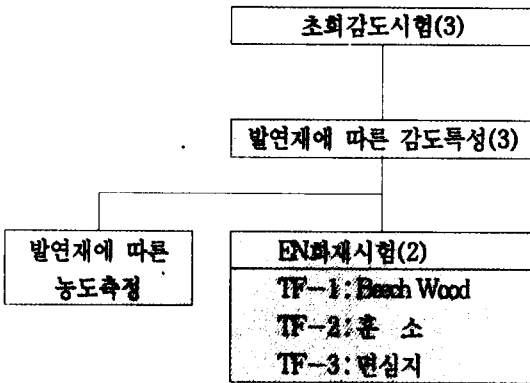 초회감도시험(3)
발연재에 따른 감도특성(3)
발연재에 따른
농도측정
EN화재시험(2)
TF-1: Beech Wood
TF-2: 훈 소
TF-3: 면심지